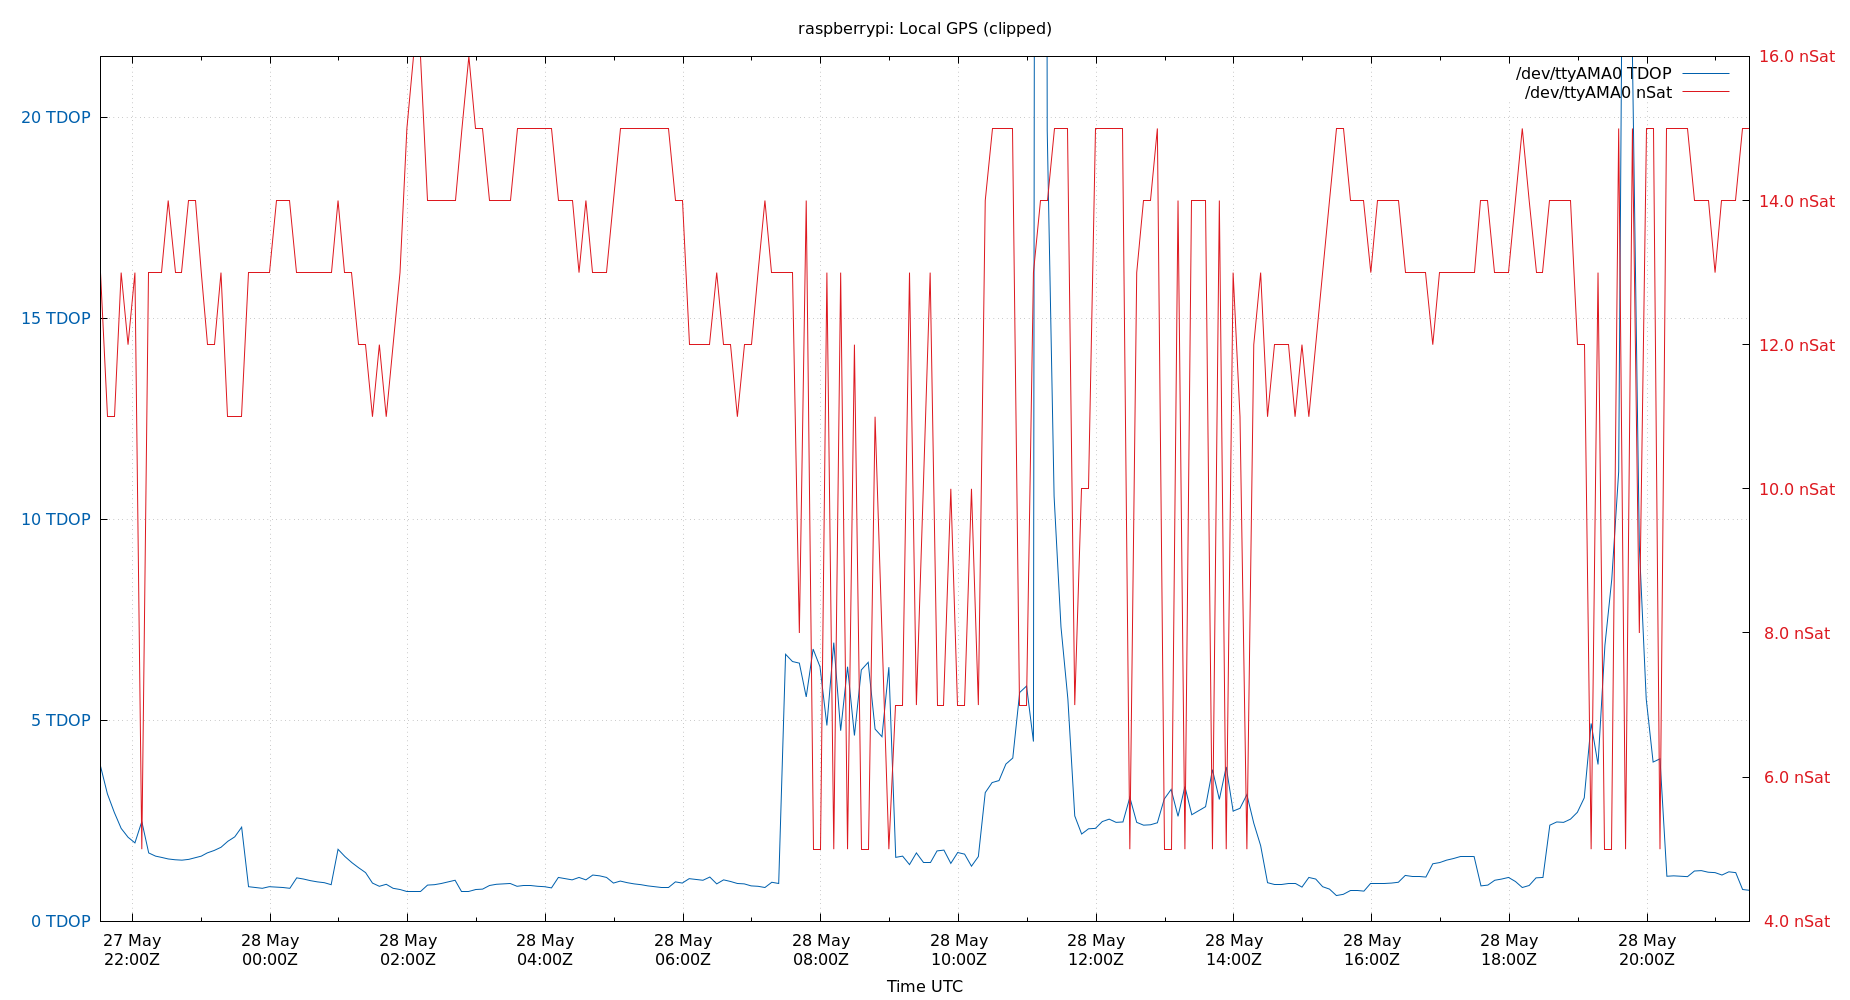 raspberrypi: Local GPS (clipped)
16.0 nSat
/dev/ttyAMA0 TDOP
/dev/ttyAMA0 nSat
20 TDOP
14.0 nSat
15 TDOP
12.0 nSat
10.0 nSat
10 TDOP
8.0 nSat
5 TDOP
6.0 nSat
0 TDOP
4.0 nSat
27 May 28 May 28 May 28 May 28 May 28 May 28 May 28 May 28 May 28 May 28 May 28 May
22:00Z 00:00Z 02:00Z 04:00Z 06:00Z 08:00Z 10:00Z 12:00Z 14:00Z 16:00Z 18:00Z 20:00Z
Time UTC